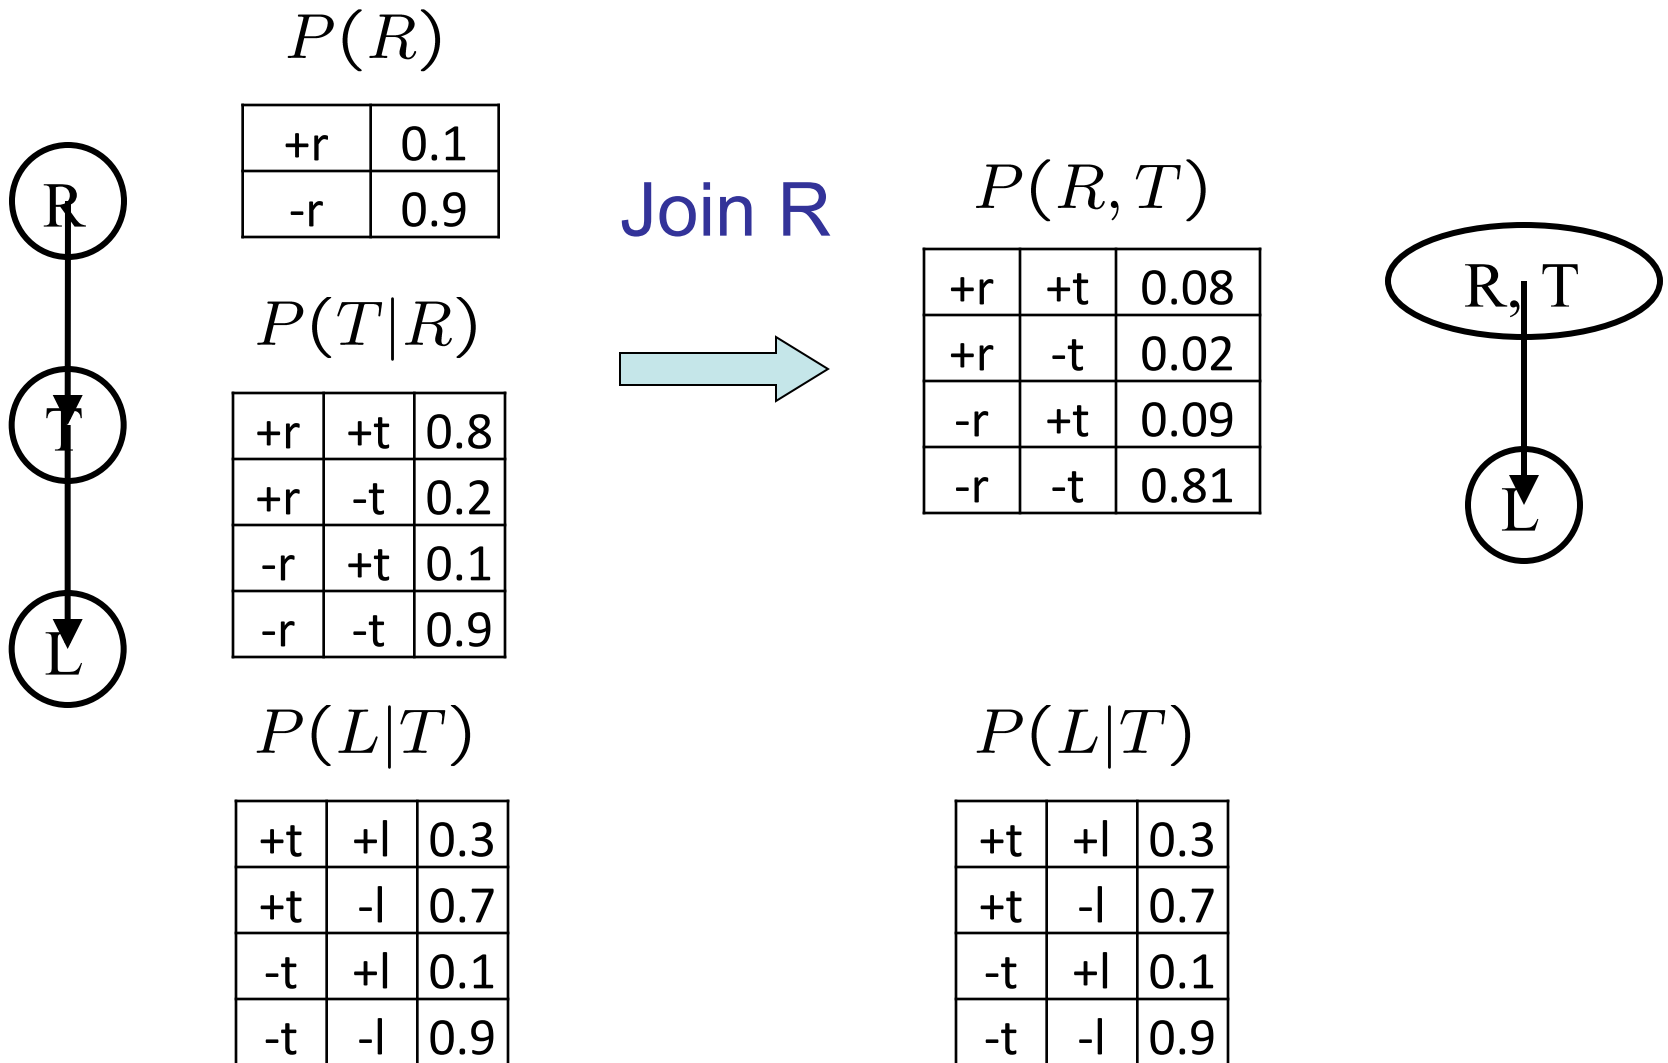 P(R)
+r 0.1
-r 0.9
R
T
L
P(T|R)
+r +t 0.8
+r -t 0.2
-r +t 0.1
-r -t 0.9
P(L|T)
+t +l 0.3
+t -l 0.7
-t +l 0.1
-t -l 0.9
Join R
P(R, T)
+r +t 0.08
+r -t 0.02
-r +t 0.09
-r -t 0.81
R, T
L
P(L|T)
+t +l 0.3
+t -l 0.7
-t +l 0.1
-t -l 0.9